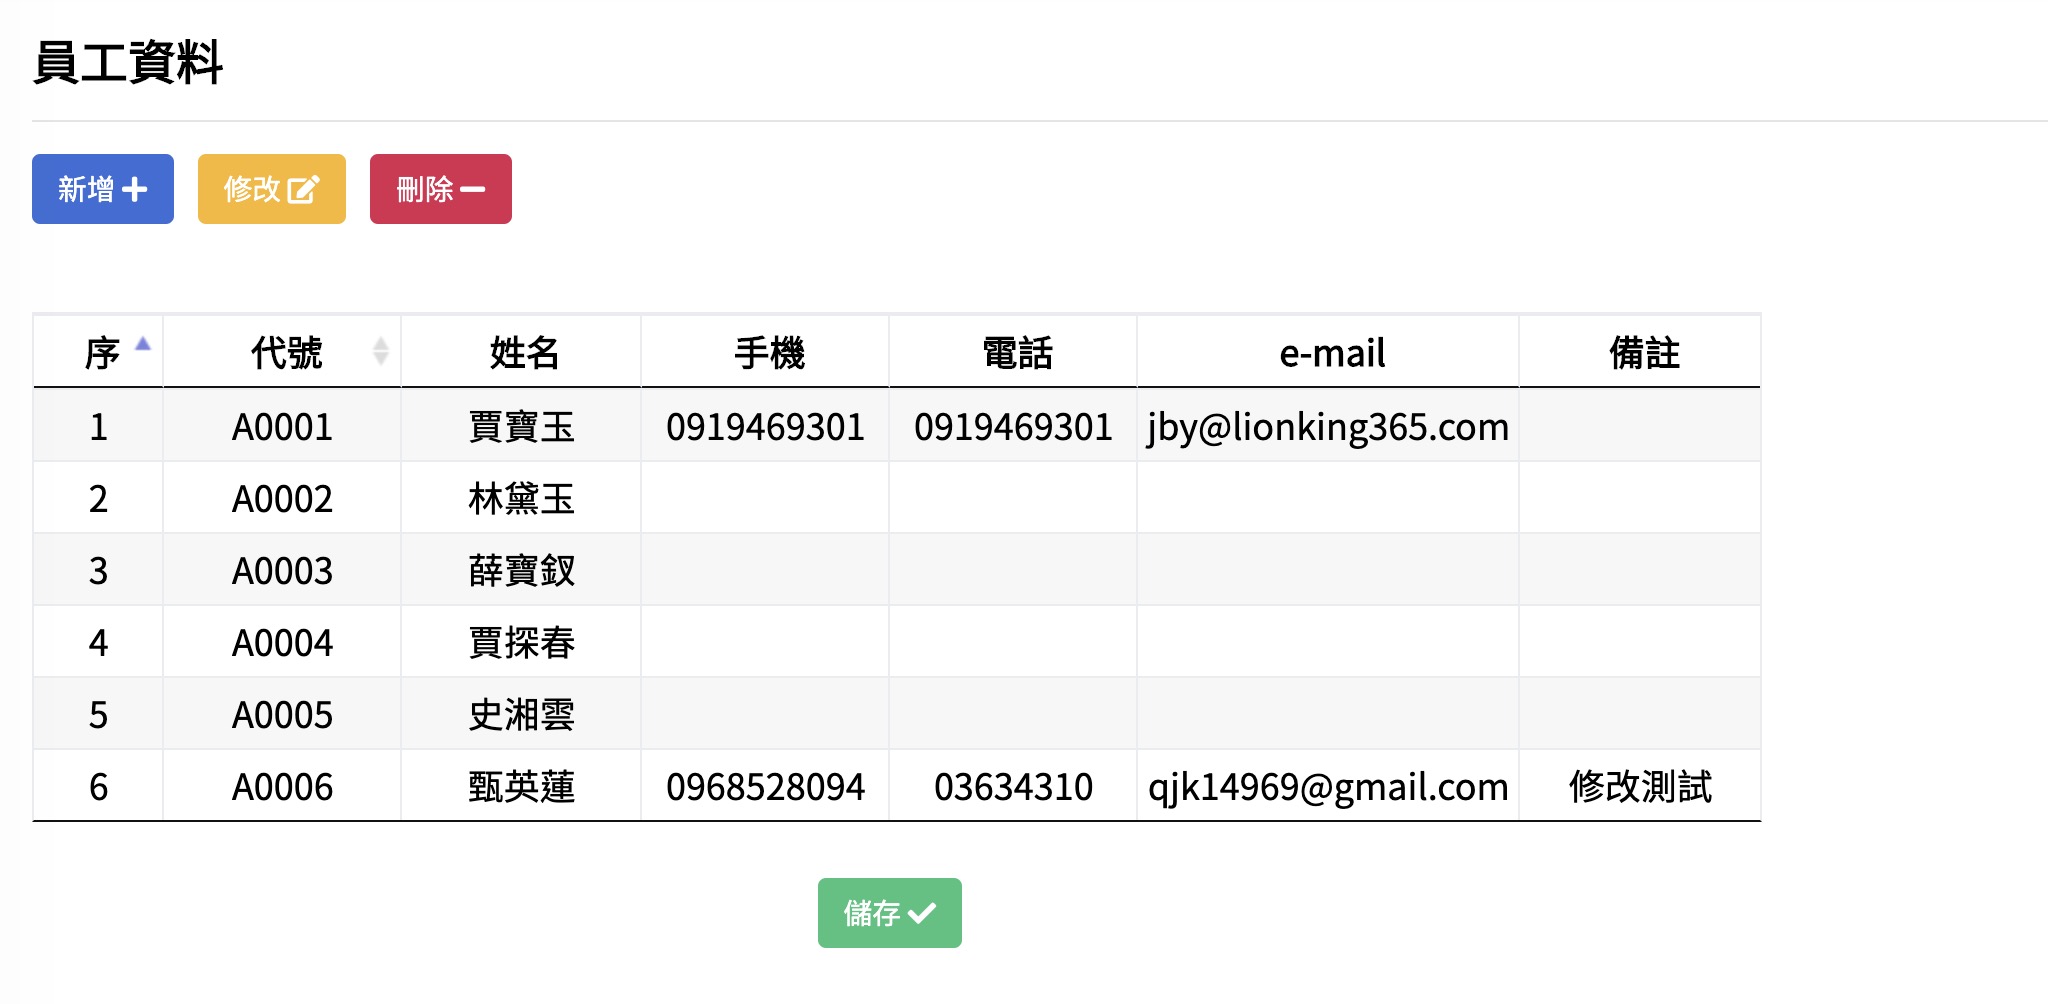 員工資料
新增 修改 刪除
序 代號 姓名 手機 電話 e-mail 備註
1 A0001 賈寶玉 0919469301 0919469301 jby@lionking365.com
2 A0002 林黛玉
3 A0003 薛寶釵
4 A0004 賈探春
5 A0005 史湘雲
6 A0006 甄英蓮 0968528094 03634310 qjk14969@gmail.com 修改測試
儲存